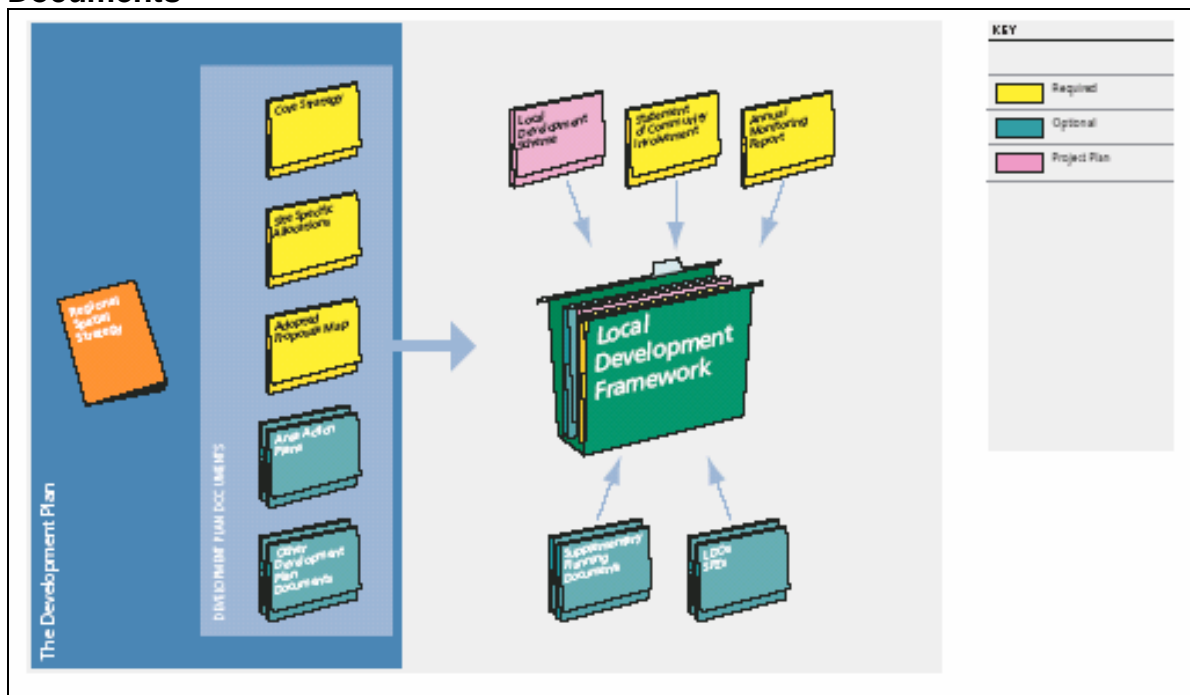 Documents
The Development Plan
Regional
Spatial
Strategy
DEVELOPMENT PLAN DOCUMENTS
Core Strategy
Site Specific
Allocations
Adopted
Proposals Map
Area Action
Plans
Other
Development
Plan
Documents
Local
Development
Scheme
Statement
of Community
Involvement
Annual
Monitoring
Report
Local
Development
Framework
Supplementary
Planning
Documents
LDOs
SPZs
KEY
Required
Optional
Project Plan